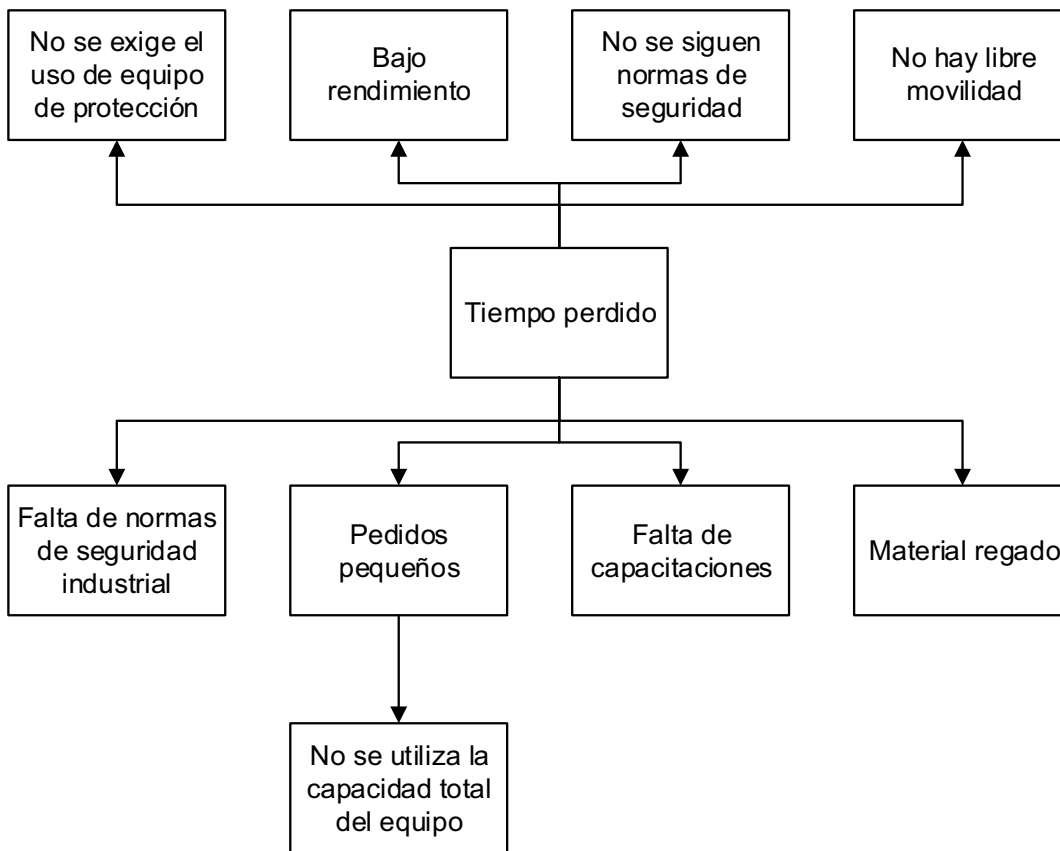 No se exige el
uso de equipo
de protección
Bajo
rendimiento
No se siguen
normas de
seguridad
No hay libre
movilidad
Tiempo perdido
Falta de normas
de seguridad
industrial
Pedidos
pequeños
Falta de
capacitaciones
Material regado
No se utiliza la
capacidad total
del equipo